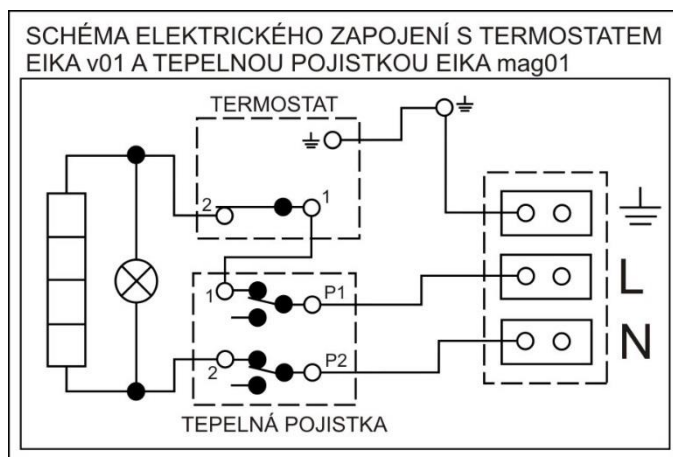 SCHÉMA ELEKTRICKÉHO ZAPOJENÍ S TERMOSTATEM
EIKA v01 A TEPELNOU POJISTKOU EIKA mag01
TERMOSTAT
2
1
1
P1
L
2
P2
N
TEPELNÁ POJISTKA